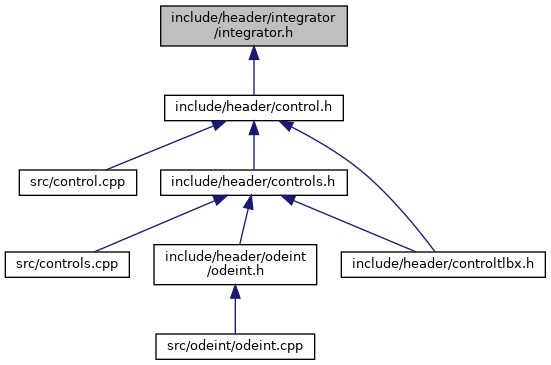 include/header/integrator
/integrator.h
include/header/control.h
src/control.cpp
include/header/controls.h
src/controls.cpp
include/header/odeint
/odeint.h
include/header/controltlbx.h
src/odeint/odeint.cpp